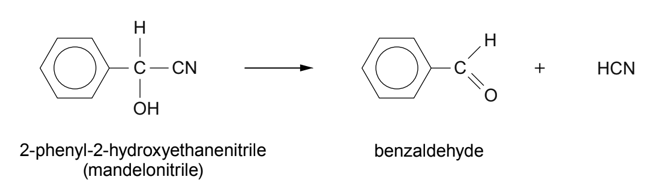 H
C — CN
OH
H
C
O
+
HCN
2-phenyl-2-hydroxyethanenitrile
(mandelonitrile)
benzaldehyde